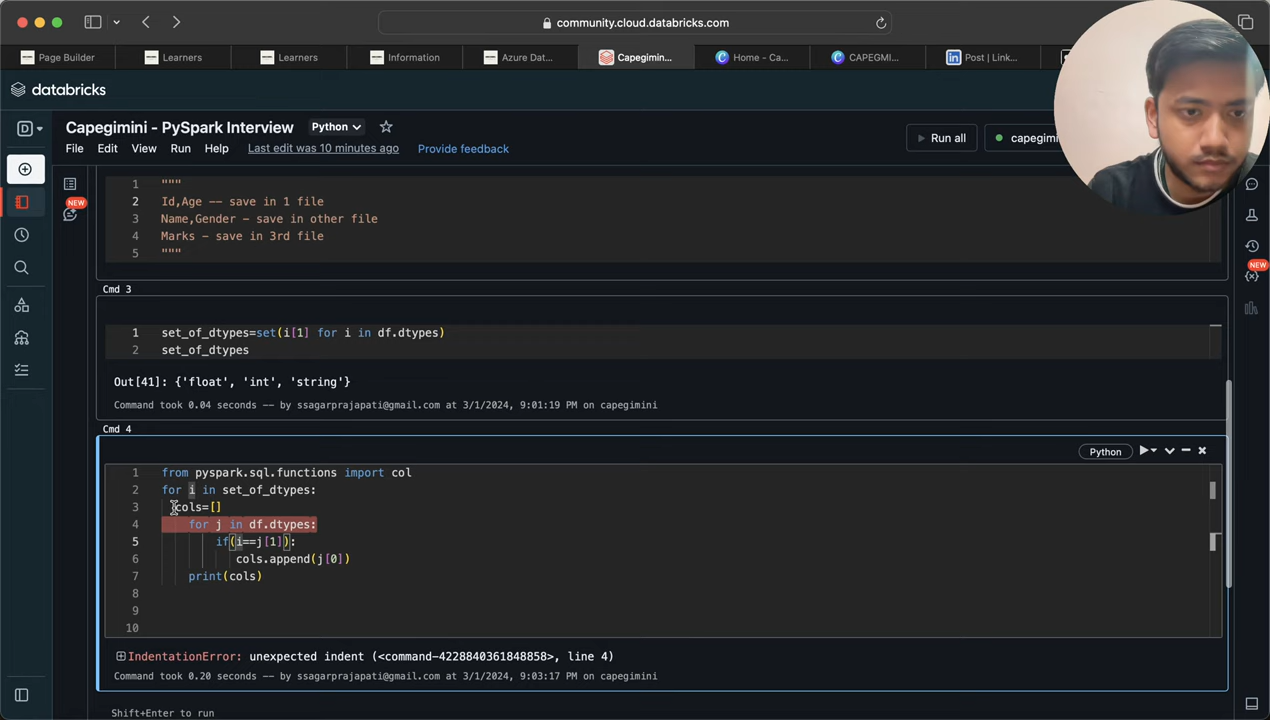 community.cloud.databricks.com
Page Builder
Learners
Learners
Information
Azure Dat...
Capegimin...
Home - Ca...
CAPEGMI...
Post | Link...
databricks
D
Capegimini - PySpark Interview
Python
File Edit View Run Help Last edit was 10 minutes ago Provide feedback
Run all
capegimi
NEW
NEW
1 """
2 Id,Age -- save in 1 file
3 Name,Gender - save in other file
4 Marks - save in 3rd file
5 """
Cmd 3
1 set_of_dtypes=set(i[1] for i in df.dtypes)
2 set_of_dtypes
Out[41]: {'float', 'int', 'string'}
Command took 0.04 seconds -- by ssagarprajapati@gmail.com at 3/1/2024, 9:01:19 PM on capegimini
Cmd 4
Python
1 from pyspark.sql.functions import col
2 for i in set_of_dtypes:
3 cols=[]
4 for j in df.dtypes:
5 if(i==j[1]):
6 cols.append(j[0])
7 print(cols)
8
9
10
IndentationError: unexpected indent (<command-4228840361848858>, line 4)
Command took 0.20 seconds -- by ssagarprajapati@gmail.com at 3/1/2024, 9:03:17 PM on capegimini
Shift+Enter to run